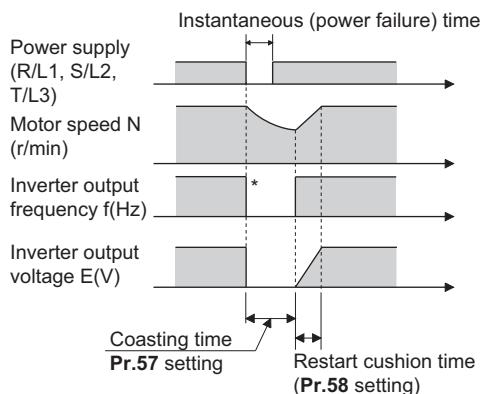 Instantaneous (power failure) time
Power supply
(R/L1, S/L2,
T/L3)
Motor speed N
(r/min)
Inverter output
frequency f(Hz)
*
Inverter output
voltage E(V)
Coasting time
Pr.57 setting
Restart cushion time
(Pr.58 setting)